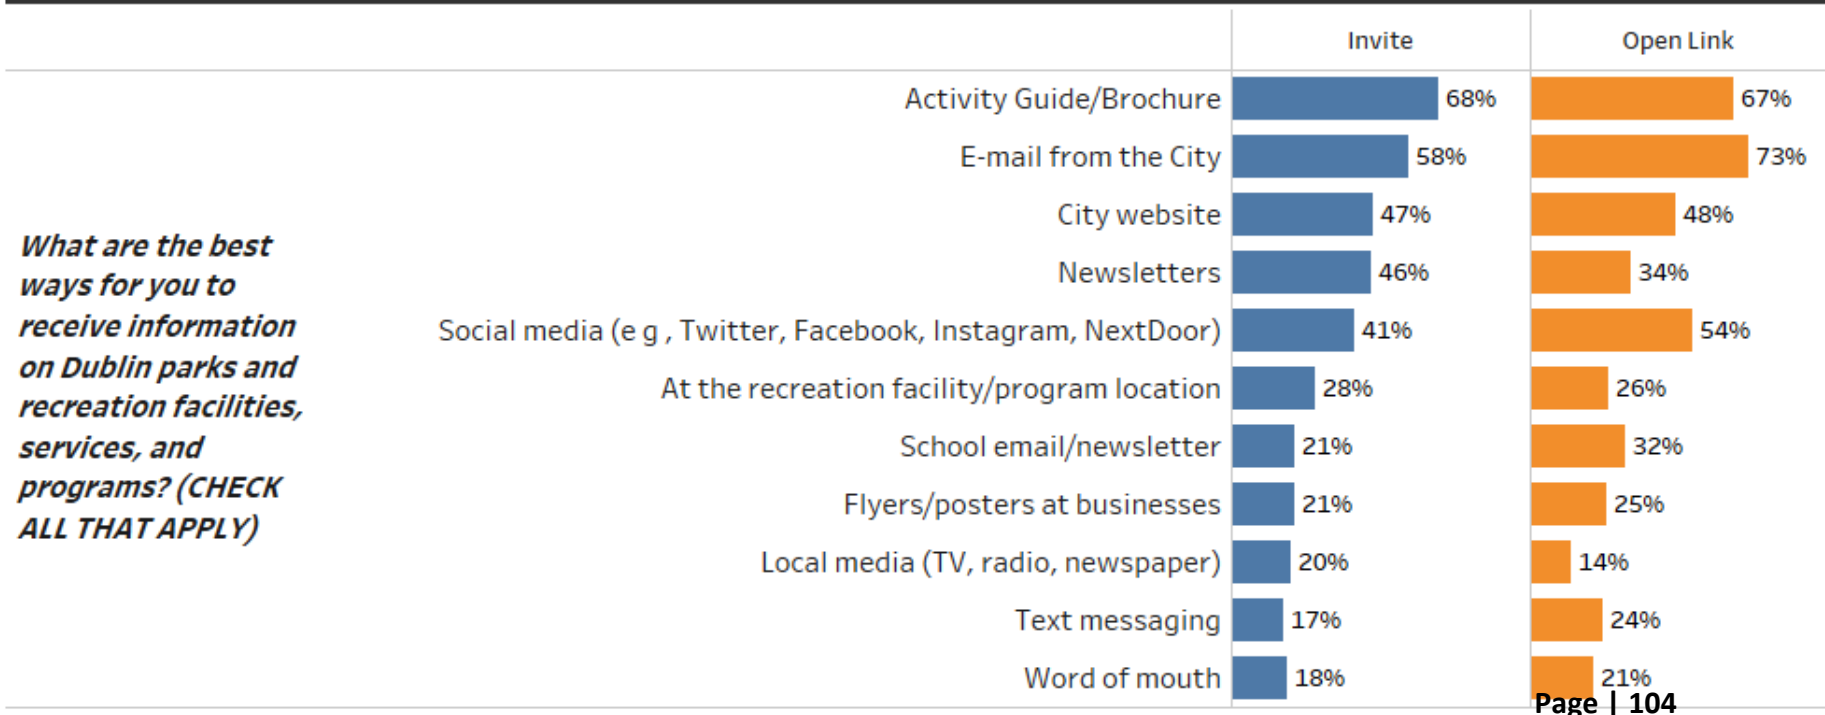 Invite Open Link
What are the best
ways for you to
receive information
on Dublin parks and
recreation facilities,
services, and
programs? (CHECK
ALL THAT APPLY)
Activity Guide/Brochure 68% 67%
E-mail from the City 58% 73%
City website 47% 48%
Newsletters 46% 34%
Social media (e g , Twitter, Facebook, Instagram, NextDoor) 41% 54%
At the recreation facility/program location 28% 26%
School email/newsletter 21% 32%
Flyers/posters at businesses 21% 25%
Local media (TV, radio, newspaper) 20% 14%
Text messaging 17% 24%
Word of mouth 18% 21%
Page | 104